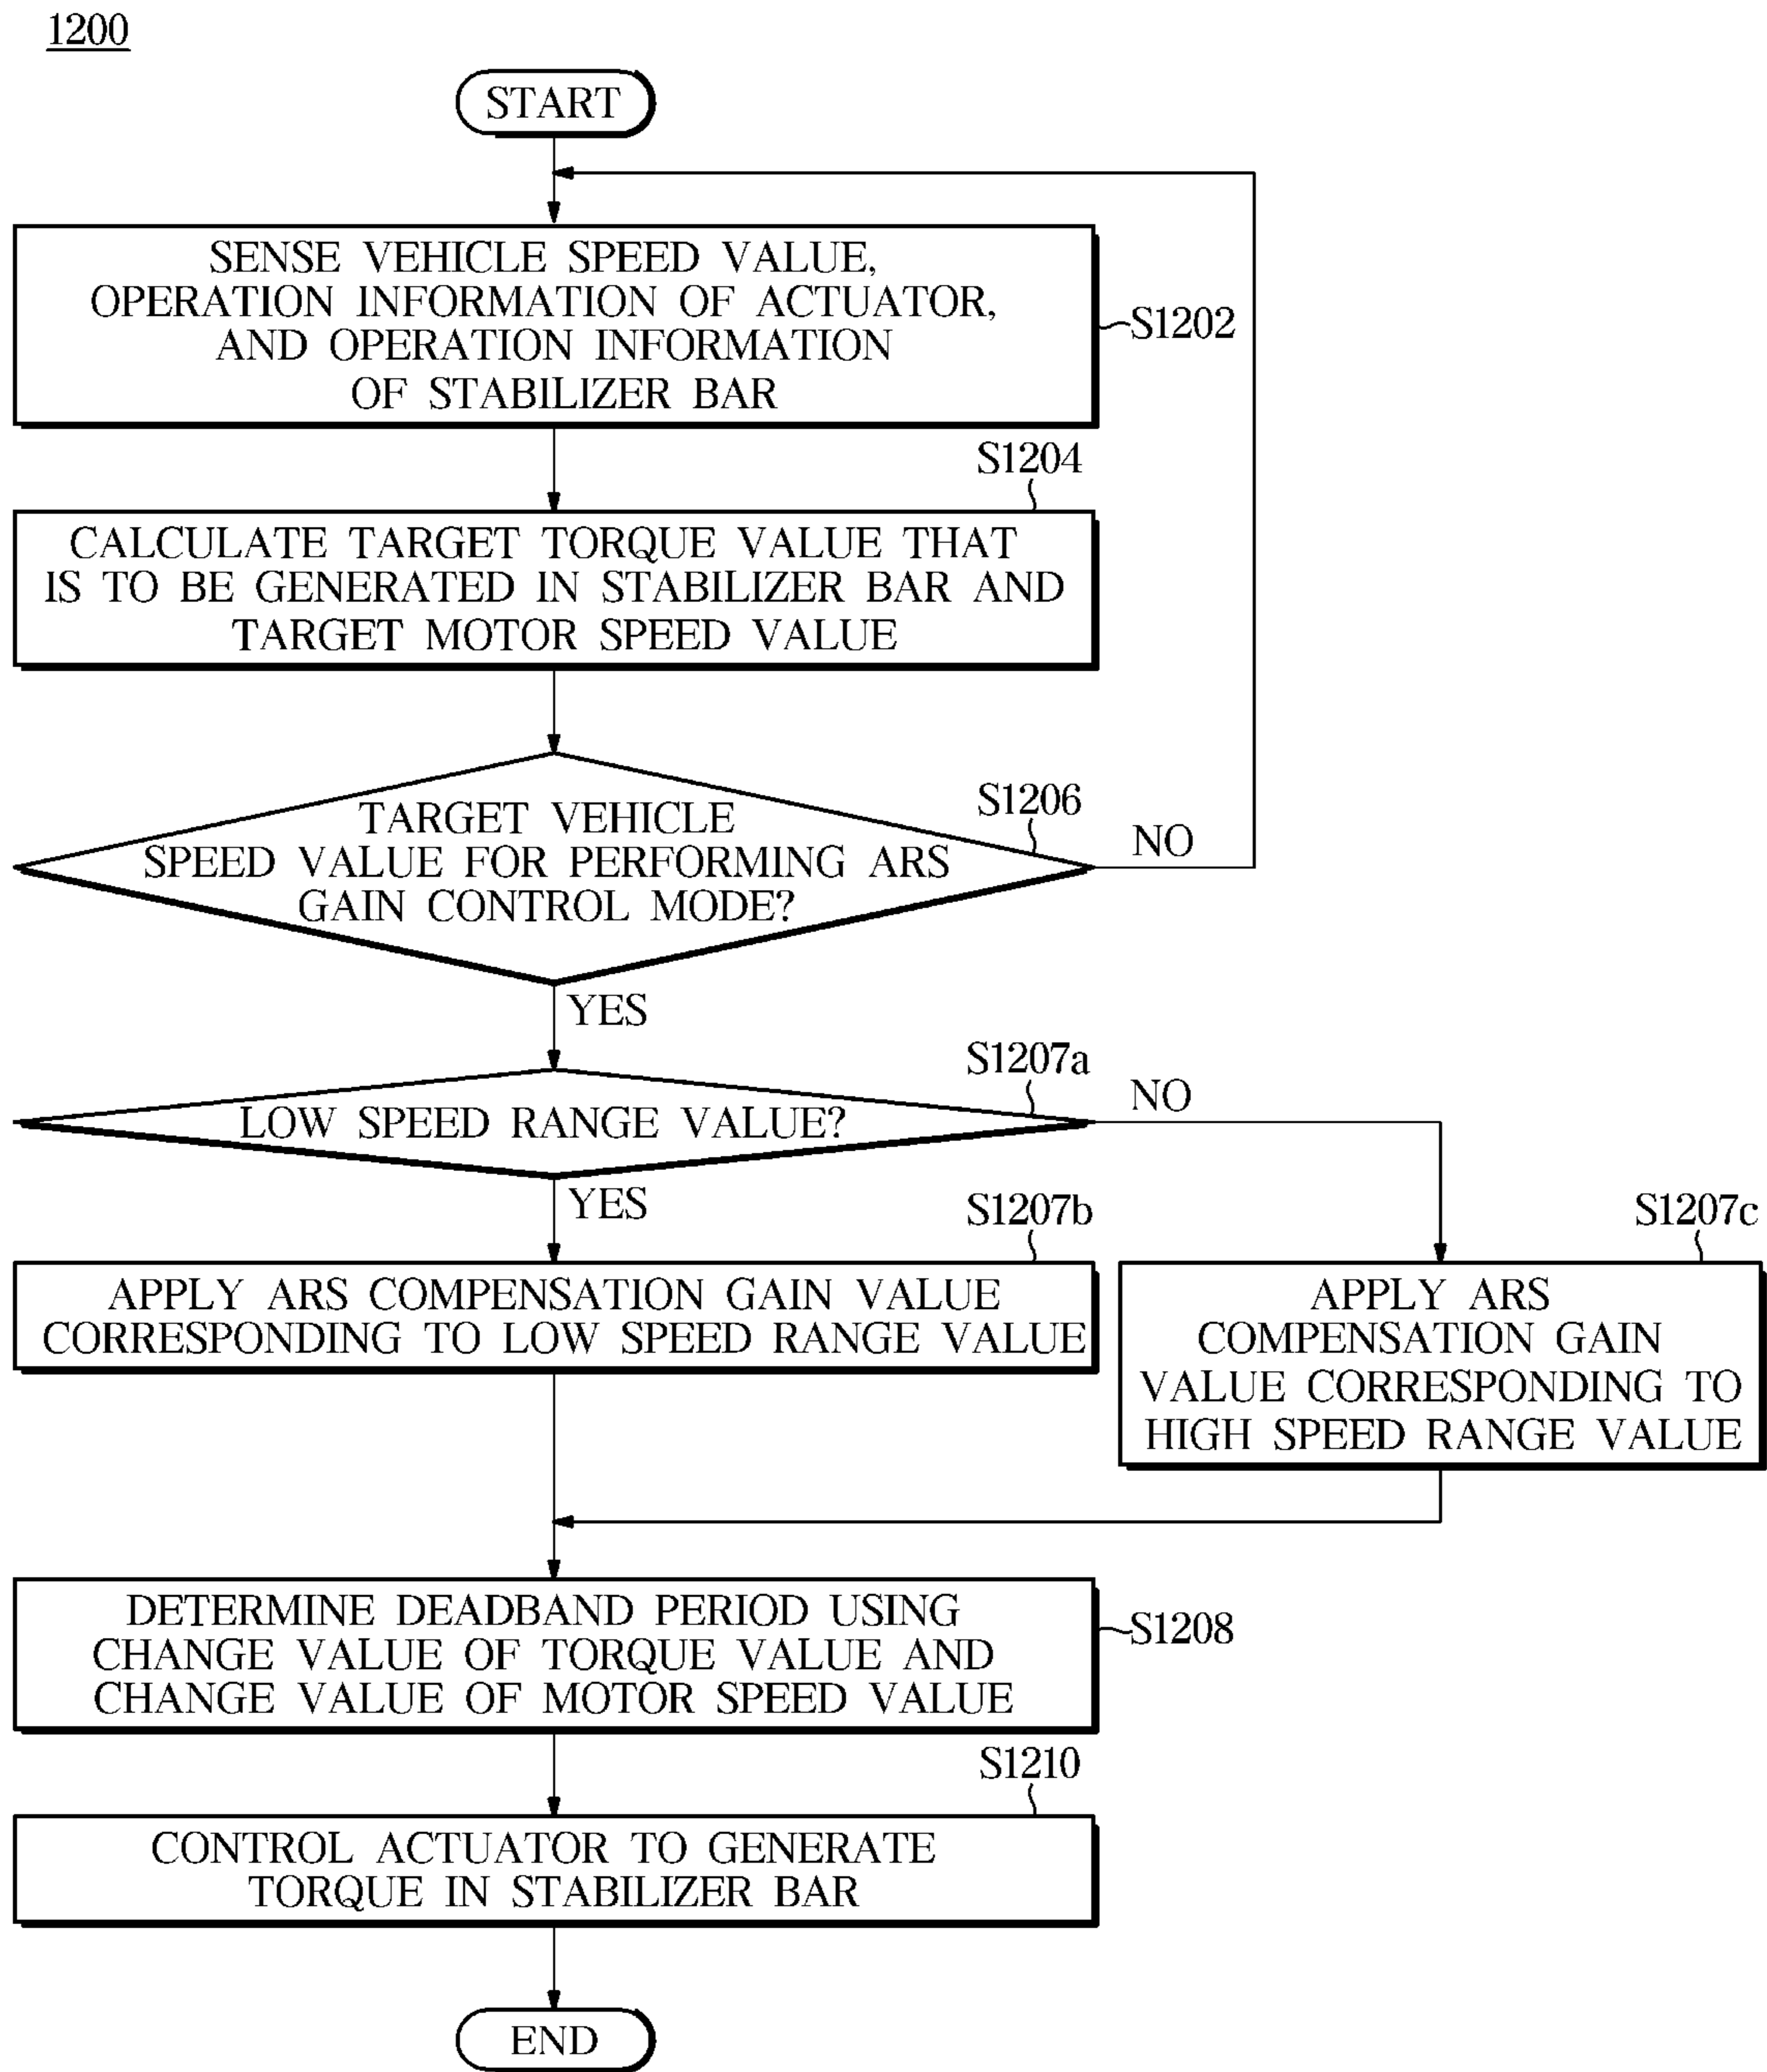 1200
START
SENSE VEHICLE SPEED VALUE,
OPERATION INFORMATION OF ACTUATOR,
AND OPERATION INFORMATION
OF STABILIZER BAR
S1202
S1204
CALCULATE TARGET TORQUE VALUE THAT
IS TO BE GENERATED IN STABILIZER BAR AND
TARGET MOTOR SPEED VALUE
S1206
TARGET VEHICLE
SPEED VALUE FOR PERFORMING ARS
GAIN CONTROL MODE?
NO
YES
S1207a
LOW SPEED RANGE VALUE?
NO
YES
S1207b
APPLY ARS COMPENSATION GAIN VALUE
CORRESPONDING TO LOW SPEED RANGE VALUE
S1207c
APPLY ARS
COMPENSATION GAIN
VALUE CORRESPONDING TO
HIGH SPEED RANGE VALUE
DETERMINE DEADBAND PERIOD USING
CHANGE VALUE OF TORQUE VALUE AND
CHANGE VALUE OF MOTOR SPEED VALUE
S1208
S1210
CONTROL ACTUATOR TO GENERATE
TORQUE IN STABILIZER BAR
END